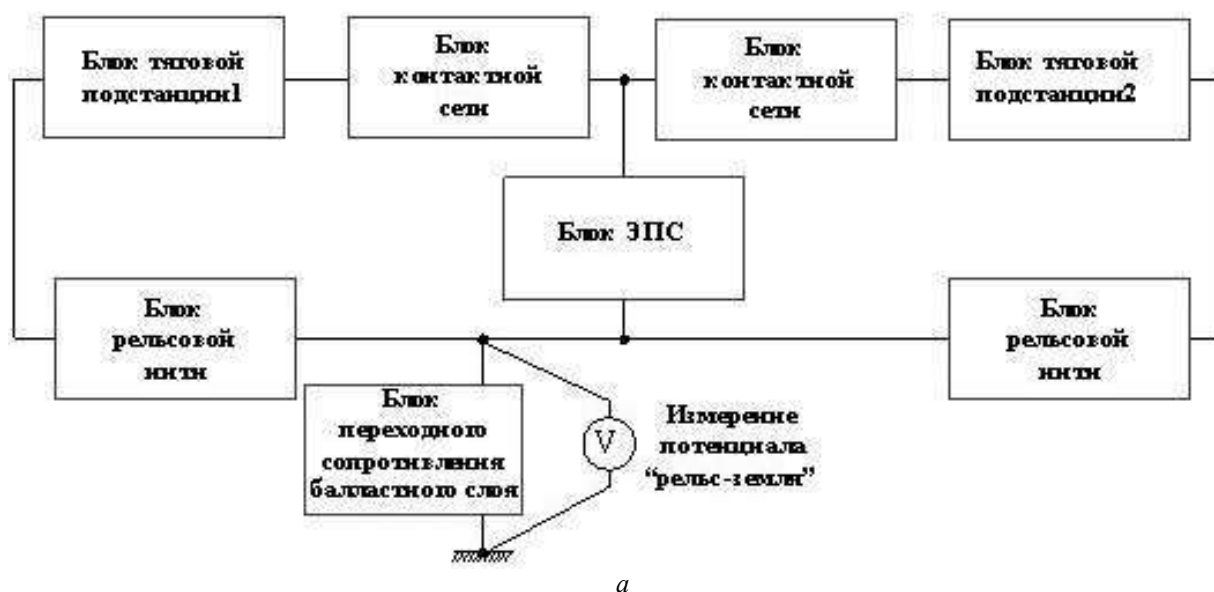 Блок тяговой
подстанции1
Блок
контактной
сети
Блок
контактной
сети
Блок тяговой
подстанции2
Блок ЭПС
Блок
рельсовой
нити
Блок
рельсовой
нити
Блок
переходного
сопротивления
балластного слоя
V
Измерение
потенциала
“рельс-земля”
а